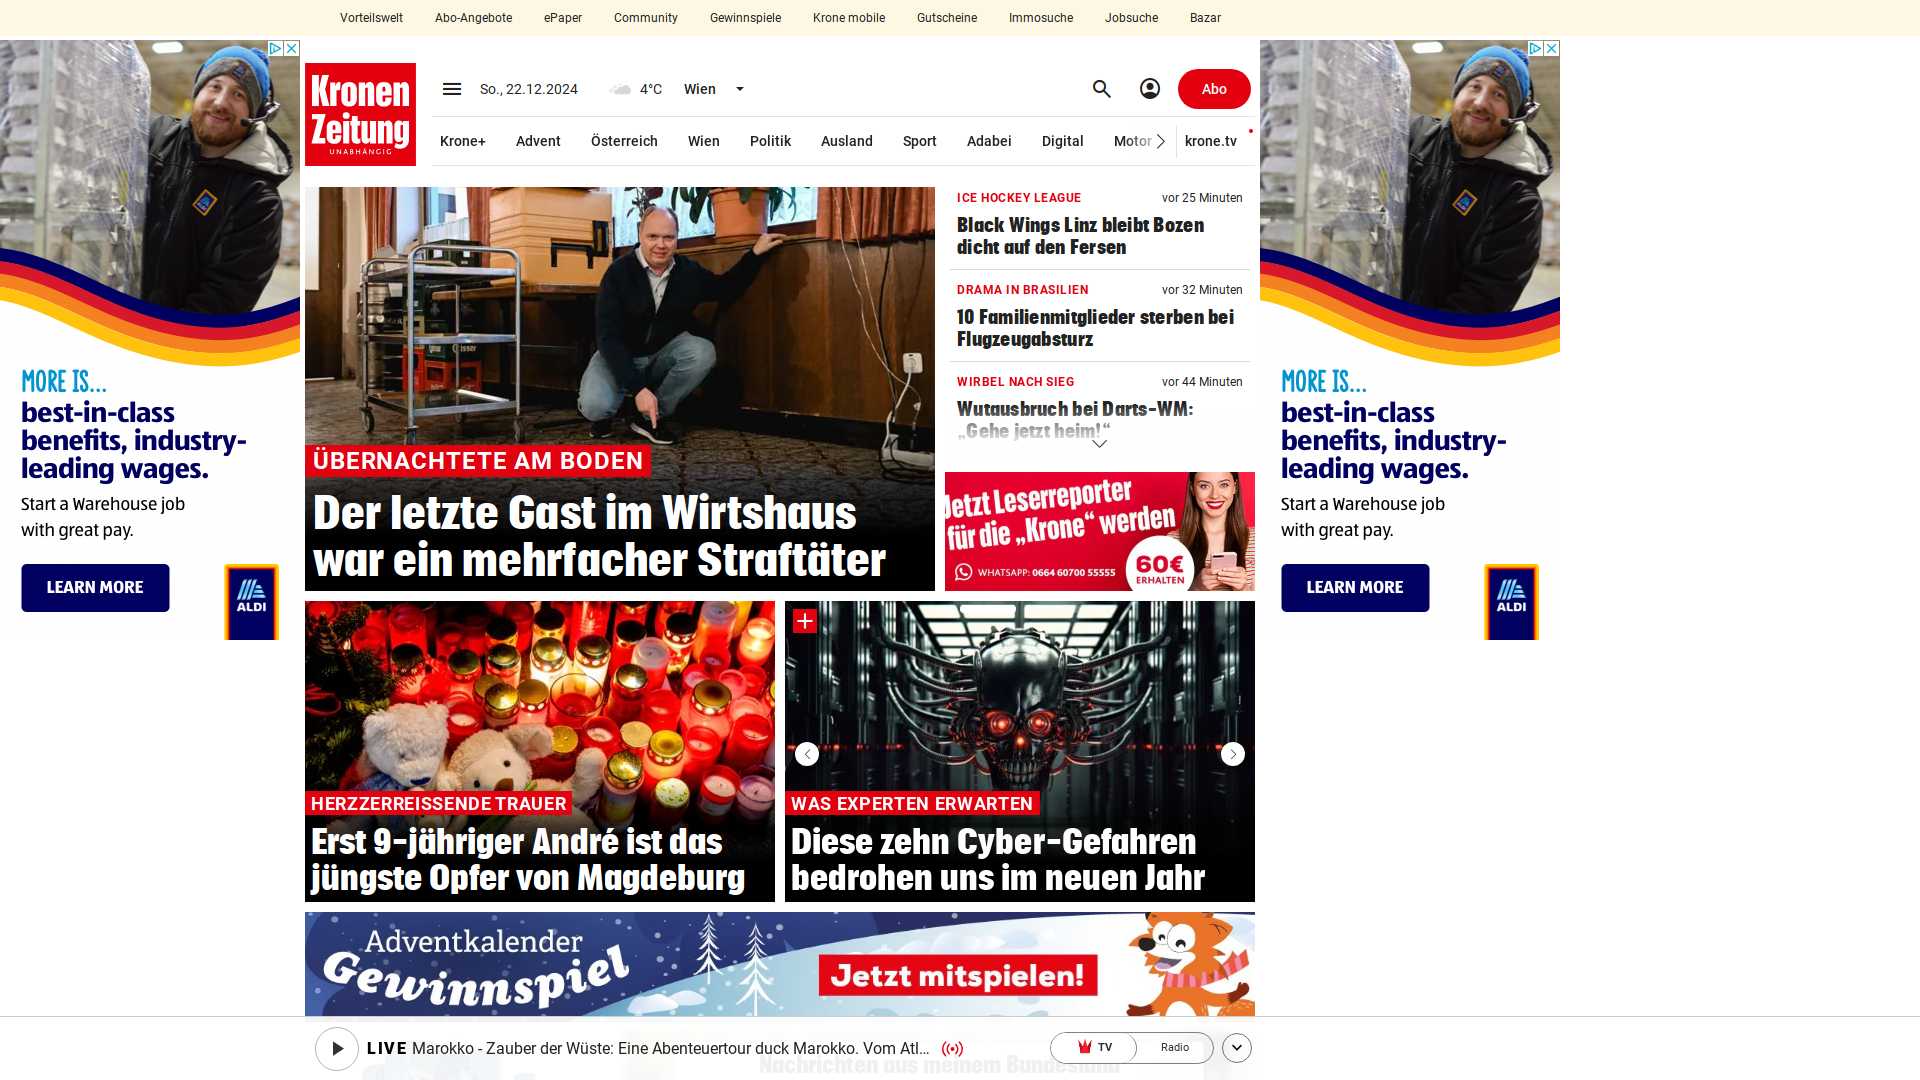 Vorteilswelt
Abo-Angebote
ePaper
Community
Gewinnspiele
Krone mobile
Gutscheine
Immosuche
Jobsuche
Bazar
Kronen
Zeitung
UNABHÄNGIG
So., 22.12.2024
4°C
Wien
Abo
Krone+
Advent
Österreich
Wien
Politik
Ausland
Sport
Adabei
Digital
Motor
krone.tv
MORE IS...
best-in-class
benefits, industry-
leading wages.
Start a Warehouse job
with great pay.
LEARN MORE
ALDI
ÜBERNACHTETE AM BODEN
Der letzte Gast im Wirtshaus
war ein mehrfacher Straftäter
ICE HOCKEY LEAGUE
vor 25 Minuten
Black Wings Linz bleibt Bozen
dicht auf den Fersen
DRAMA IN BRASILIEN
vor 32 Minuten
10 Familienmitglieder sterben bei
Flugzeugabsturz
WIRBEL NACH SIEG
vor 44 Minuten
Wutausbruch bei Darts-WM:
„Gehe jetzt heim!“
Jetzt Leserreporter
für die „Krone“ werden
WHATSAPP: 0664 60700 55555
60€
ERHALTEN
MORE IS...
best-in-class
benefits, industry-
leading wages.
Start a Warehouse job
with great pay.
LEARN MORE
ALDI
HERZZERREISSENDE TRAUER
Erst 9-jähriger André ist das
jüngste Opfer von Magdeburg
WAS EXPERTEN ERWARTEN
Diese zehn Cyber-Gefahren
bedrohen uns im neuen Jahr
Adventkalender
Gewinnspiel
Jetzt mitspielen!
LIVE Marokko - Zauber der Wüste: Eine Abenteuertour duck Marokko. Vom Atl...
TV
Radio
Nachrichten aus meinem Bundesland